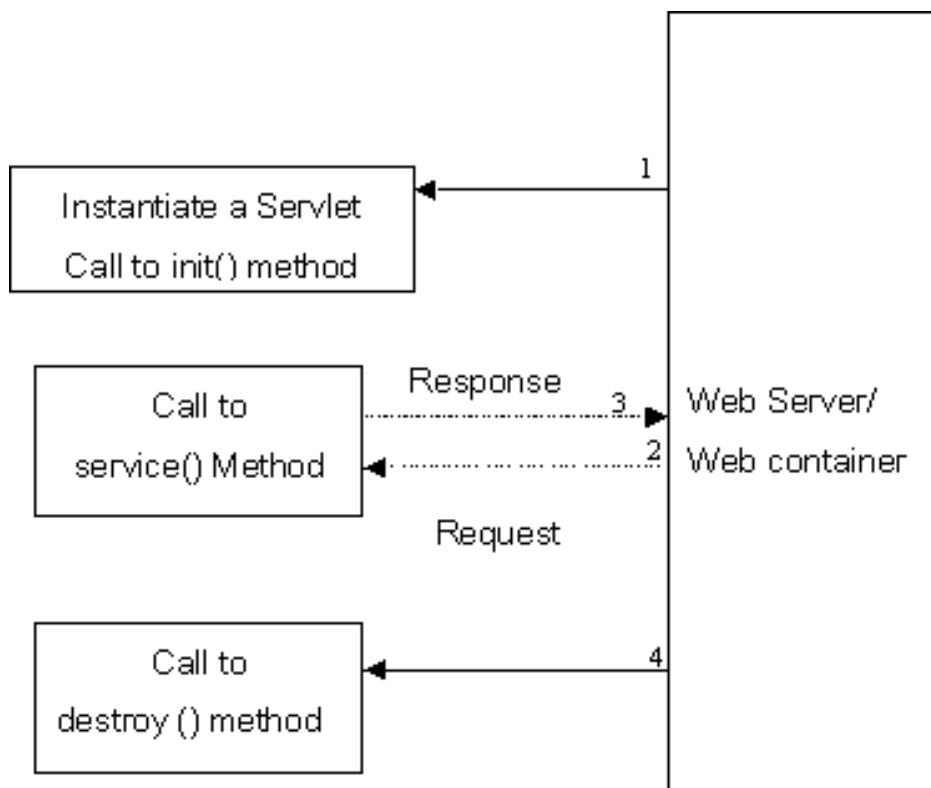 1
Instantiate a Servlet
Call to init() method
Response
3
Call to
service() Method
2
Request
Web Server/
Web container
4
Call to
destroy () method